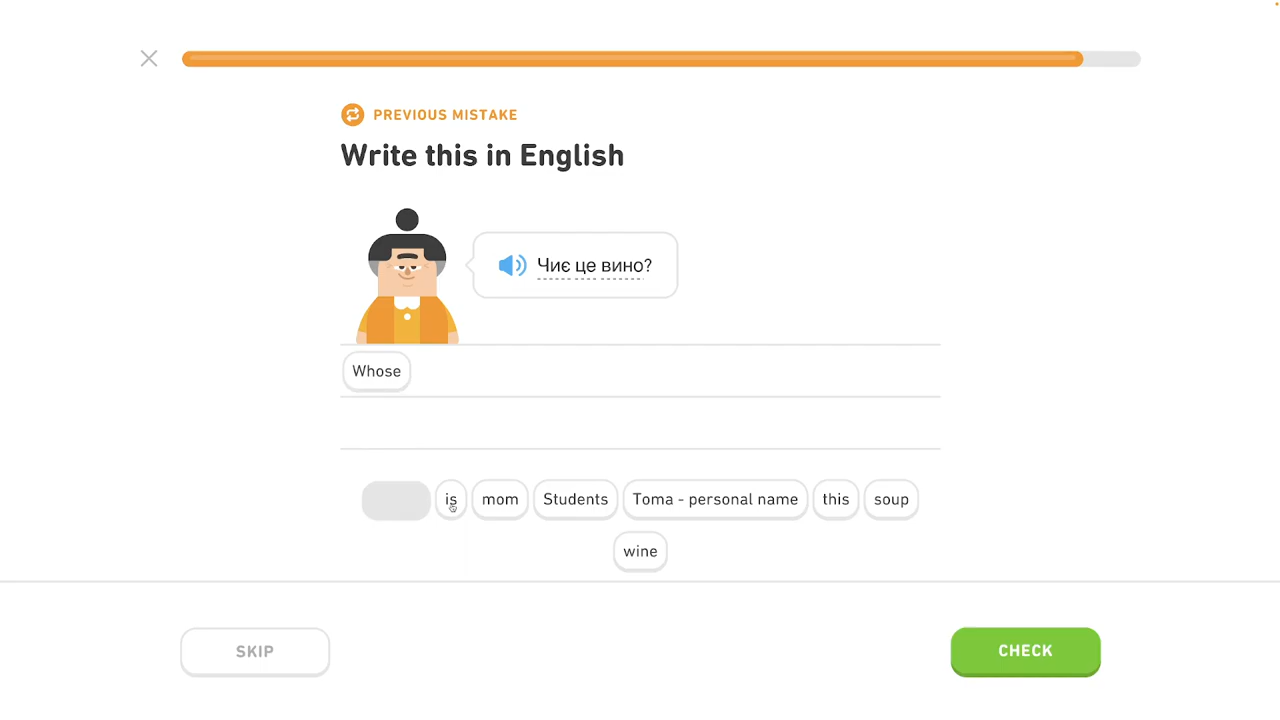 PREVIOUS MISTAKE
Write this in English
Чиє це вино?
Whose
is mom Students Toma - personal name this soup
wine
SKIP CHECK